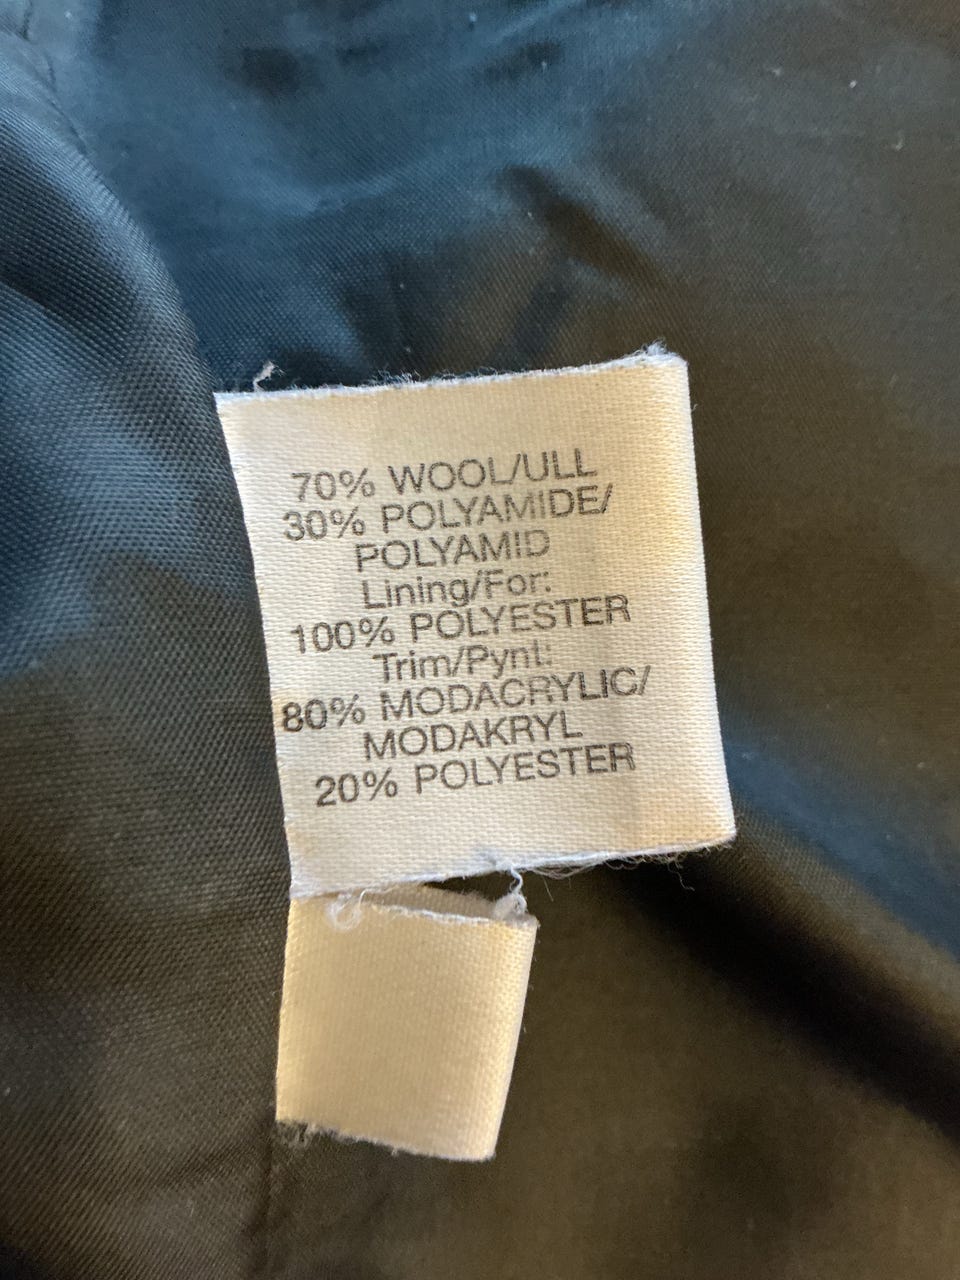 70% WOOL/ULL
30% POLYAMIDE/
POLYAMID
Lining/For:
100% POLYESTER
Trim/Pynt:
80% MODACRYLIC/
MODAKRYL
20% POLYESTER